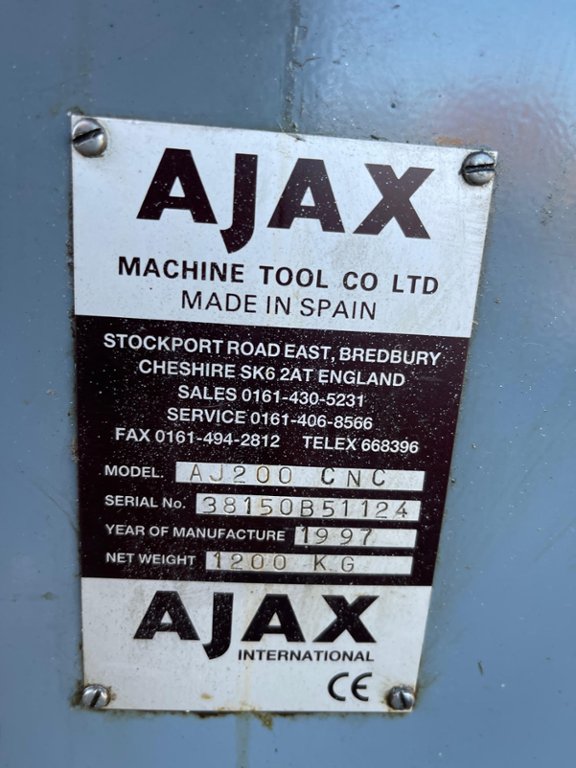 AJAX
MACHINE TOOL CO LTD
MADE IN SPAIN
STOCKPORT ROAD EAST, BREDBURY
CHESHIRE SK6 2AT ENGLAND
SALES 0161-430-5231
SERVICE 0161-406-8566
FAX 0161-494-2812 TELEX 668396
MODEL. AJ200 CNC
SERIAL No. 38150B51124
YEAR OF MANUFACTURE 1997
NET WEIGHT 1200 KG
AJAX
INTERNATIONAL
CE